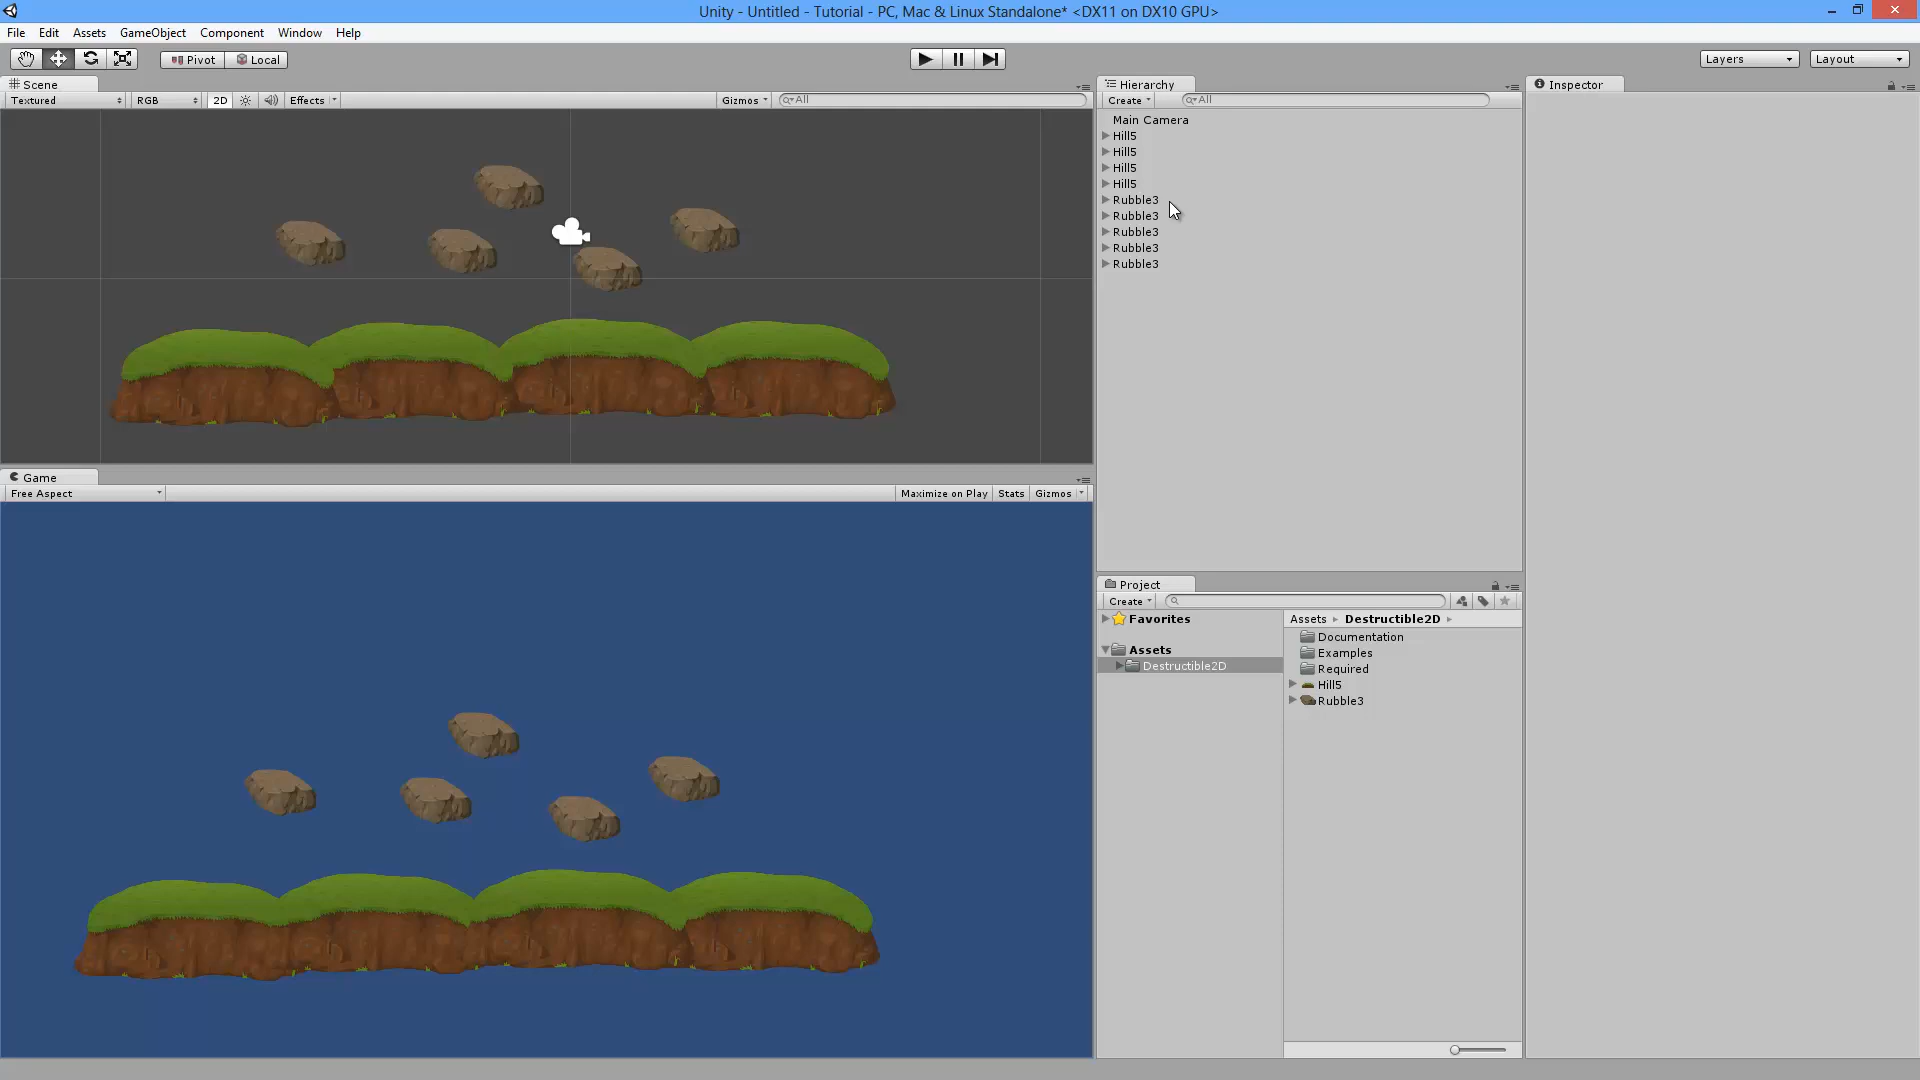 Unity - Untitled - Tutorial - PC, Mac & Linux Standalone* <DX11 on DX10 GPU>
File Edit Assets GameObject Component Window Help
Pivot Local Layers Layout
Scene
Textured RGB 2D Effects Gizmos All
Hierarchy
Create All
Main Camera
Hill5
Hill5
Hill5
Hill5
Rubble3
Rubble3
Rubble3
Rubble3
Rubble3
Inspector
Game
Free Aspect Maximize on Play Stats Gizmos
Project
Create
Favorites
Assets
Destructible2D
Assets Destructible2D
Documentation
Examples
Required
Hill5
Rubble3